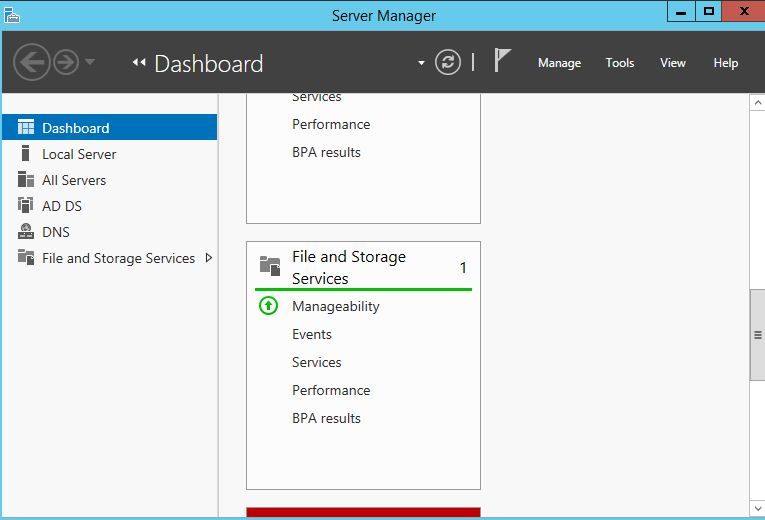 Server Manager
Dashboard
Manage Tools View Help
Dashboard
Local Server
All Servers
AD DS
DNS
File and Storage Services
Services
Performance
BPA results
File and Storage
Services
1
Manageability
Events
Services
Performance
BPA results